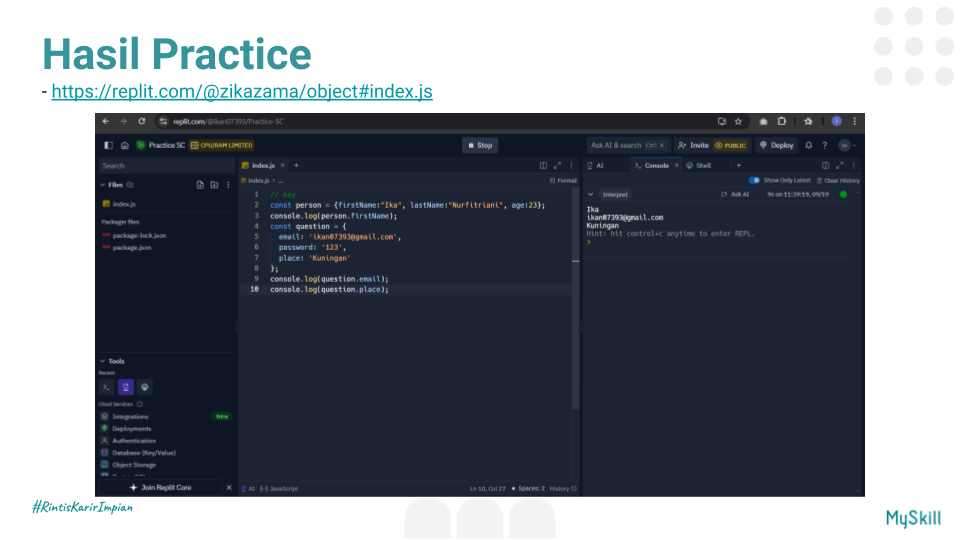 Hasil Practice
- https://replit.com/@zikazama/object#index.js
replit.com/@ikan07393/Practice-SC
Practice SC
CPU/RAM LIMITED
Stop
Ask AI & search Ctrl K
Invite
PUBLIC
Deploy
?
Search
Files
index.js
Packager files
package-lock.json
package.json
Tools
Recent
Cloud Services
Integrations New
Deployments
Authentication
Database (Key/Value)
Object Storage
Join Replit Core
index.js × +
index.js > ...
Format
1 // key
2 const person = {firstName:"Ika", lastName:"Nurfitriani", age:23};
3 console.log(person.firstName);
4 const question = {
5 email: 'ikan07393@gmail.com',
6 password: '123',
7 place: 'Kuningan'
8 };
9 console.log(question.email);
10 console.log(question.place);
AI {} JavaScript
Ln 10, Col 27 • Spaces: 2 History
AI
>_ Console ×
Shell
+
Show Only Latest
Clear History
Interpret
Ask AI
9s on 11:39:19, 09/19
Ika
ikan07393@gmail.com
Kuningan
Hint: hit control+c anytime to enter REPL.
>
#RintisKarirImpian
MySkill